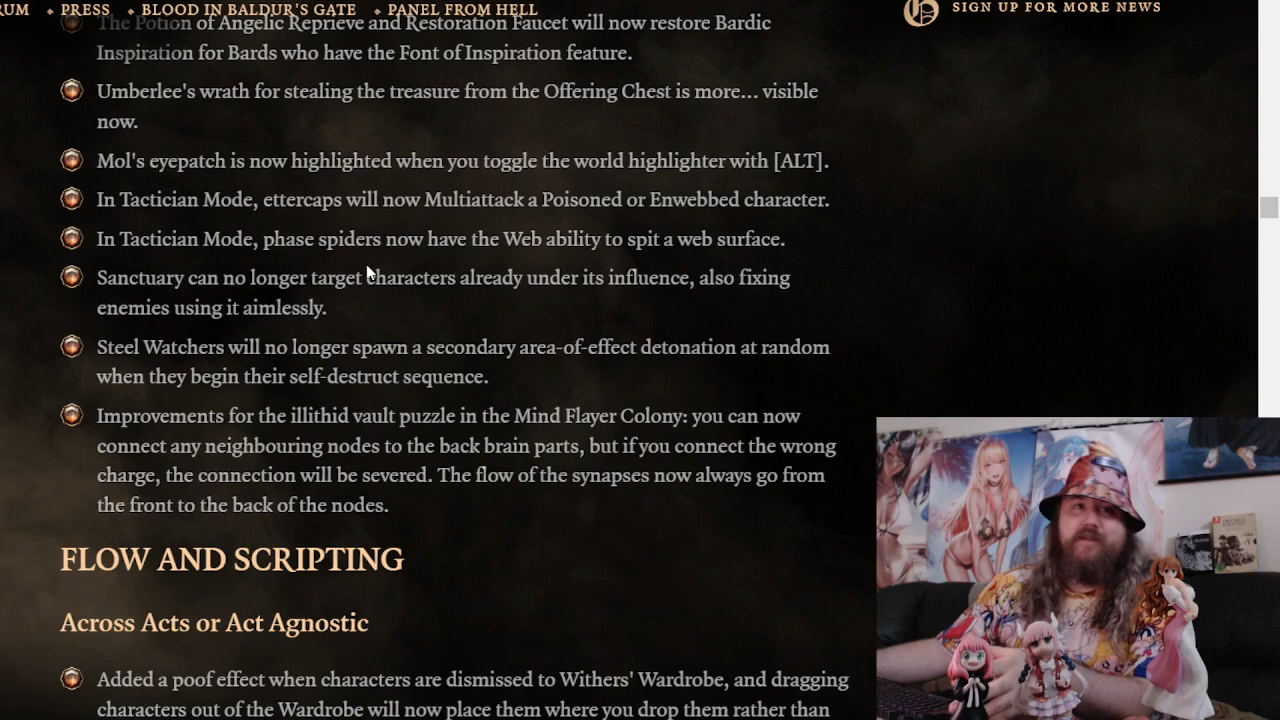 RUM PRESS BLOOD IN BALDUR'S GATE PANEL FROM HELL
SIGN UP FOR MORE NEWS
The Potion of Angelic Reprieve and Restoration Faucet will now restore Bardic
Inspiration for Bards who have the Font of Inspiration feature.
Umberlee's wrath for stealing the treasure from the Offering Chest is more... visible
now.
Mol's eyepatch is now highlighted when you toggle the world highlighter with [ALT].
In Tactician Mode, ettercaps will now Multiattack a Poisoned or Enwebbed character.
In Tactician Mode, phase spiders now have the Web ability to spit a web surface.
Sanctuary can no longer target characters already under its influence, also fixing
enemies using it aimlessly.
Steel Watchers will no longer spawn a secondary area-of-effect detonation at random
when they begin their self-destruct sequence.
Improvements for the illithid vault puzzle in the Mind Flayer Colony: you can now
connect any neighbouring nodes to the back brain parts, but if you connect the wrong
charge, the connection will be severed. The flow of the synapses now always go from
the front to the back of the nodes.
FLOW AND SCRIPTING
Across Acts or Act Agnostic
Added a poof effect when characters are dismissed to Withers' Wardrobe, and dragging
characters out of the Wardrobe will now place them where you drop them rather than